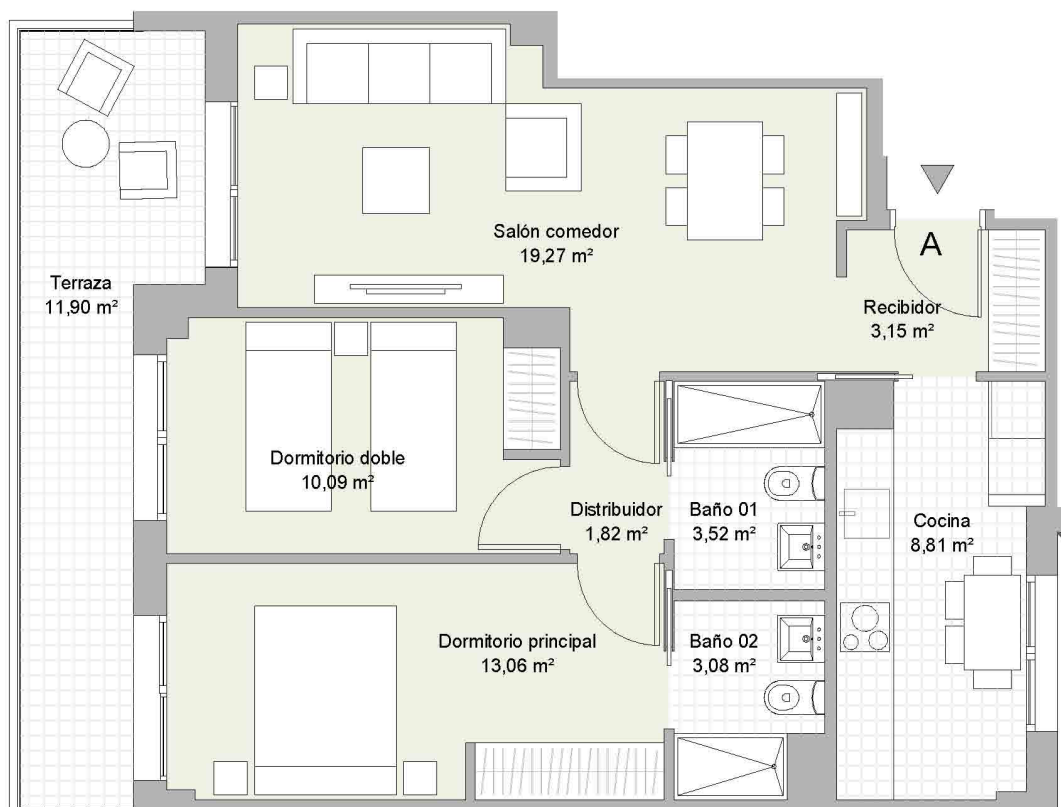 Salón comedor
19,27 m²
A
Terraza
11,90 m²
Recibidor
3,15 m²
Dormitorio doble
10,09 m²
Distribuidor
1,82 m²
Baño 01
3,52 m²
Cocina
8,81 m²
Dormitorio principal
13,06 m²
Baño 02
3,08 m²